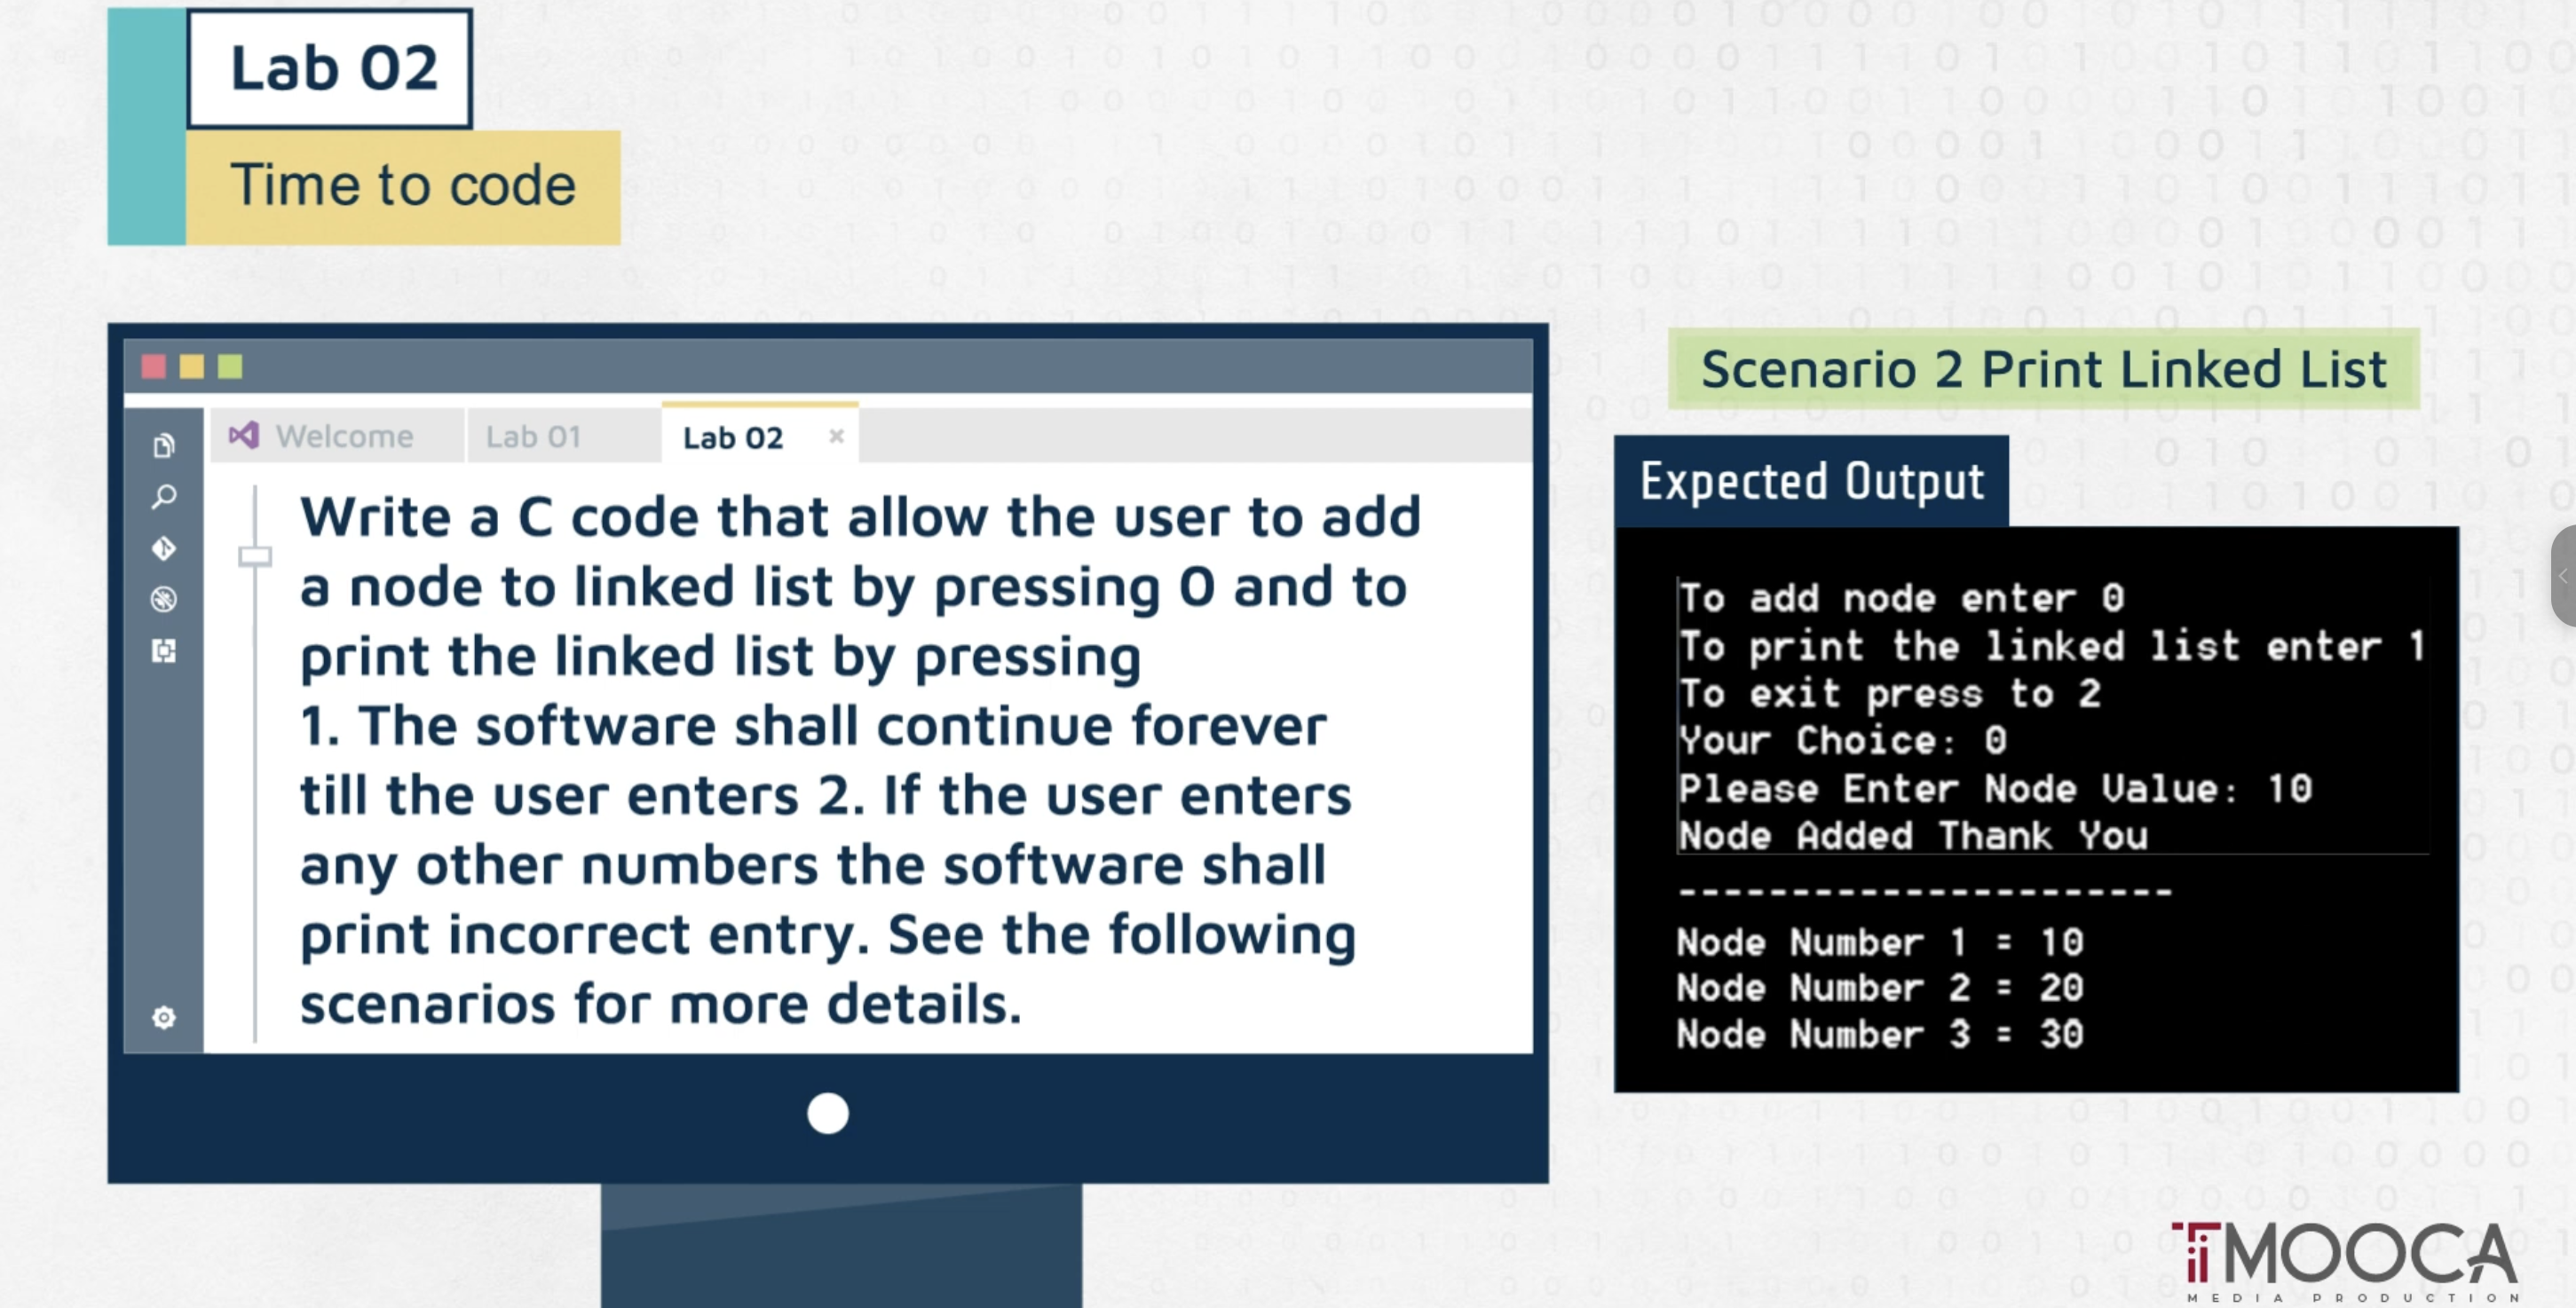 Lab 02
Time to code
Welcome
Lab 01
Lab 02
Write a C code that allow the user to add
a node to linked list by pressing 0 and to
print the linked list by pressing
1. The software shall continue forever
till the user enters 2. If the user enters
any other numbers the software shall
print incorrect entry. See the following
scenarios for more details.
Scenario 2 Print Linked List
Expected Output
To add node enter 0
To print the linked list enter 1
To exit press to 2
Your Choice: 0
Please Enter Node Value: 10
Node Added Thank You
----------------------
Node Number 1 = 10
Node Number 2 = 20
Node Number 3 = 30
MOOCA
MEDIA PRODUCTION